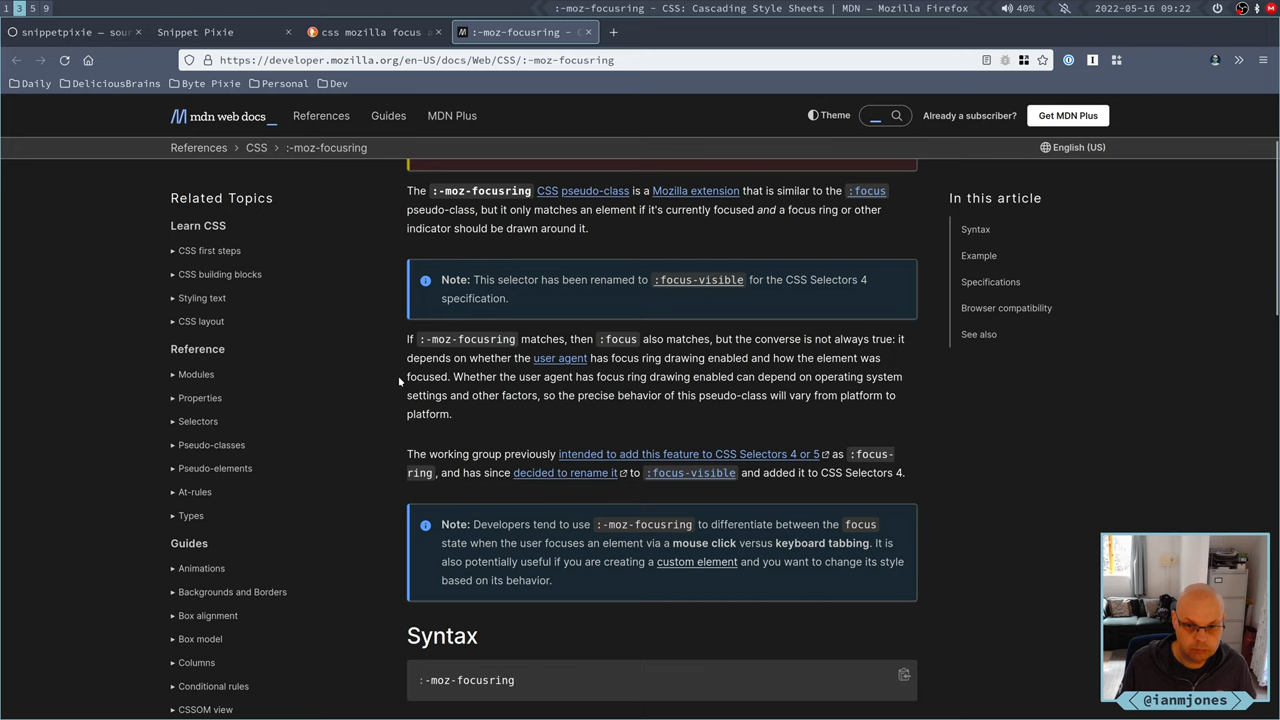 1 3 5 9
:-moz-focusring - CSS: Cascading Style Sheets | MDN — Mozilla Firefox
40%
2022-05-16 09:22
snippetpixie — sou
Snippet Pixie
css mozilla focus a
:-moz-focusring - C
https://developer.mozilla.org/en-US/docs/Web/CSS/:-moz-focusring
Daily
DeliciousBrains
Byte Pixie
Personal
Dev
mdn web docs_
References
Guides
MDN Plus
Theme
Already a subscriber?
Get MDN Plus
References > CSS > :-moz-focusring
English (US)
Related Topics
Learn CSS
CSS first steps
CSS building blocks
Styling text
CSS layout
Reference
Modules
Properties
Selectors
Pseudo-classes
Pseudo-elements
At-rules
Types
Guides
Animations
Backgrounds and Borders
Box alignment
Box model
Columns
Conditional rules
CSSOM view
The :-moz-focusring CSS pseudo-class is a Mozilla extension that is similar to the :focus
pseudo-class, but it only matches an element if it's currently focused and a focus ring or other
indicator should be drawn around it.
Note: This selector has been renamed to :focus-visible for the CSS Selectors 4
specification.
If :-moz-focusring matches, then :focus also matches, but the converse is not always true: it
depends on whether the user agent has focus ring drawing enabled and how the element was
focused. Whether the user agent has focus ring drawing enabled can depend on operating system
settings and other factors, so the precise behavior of this pseudo-class will vary from platform to
platform.
The working group previously intended to add this feature to CSS Selectors 4 or 5 as :focus-
ring, and has since decided to rename it to :focus-visible and added it to CSS Selectors 4.
Note: Developers tend to use :-moz-focusring to differentiate between the focus
state when the user focuses an element via a mouse click versus keyboard tabbing. It is
also potentially useful if you are creating a custom element and you want to change its style
based on its behavior.
Syntax
:-moz-focusring
In this article
Syntax
Example
Specifications
Browser compatibility
See also
@ianmjones